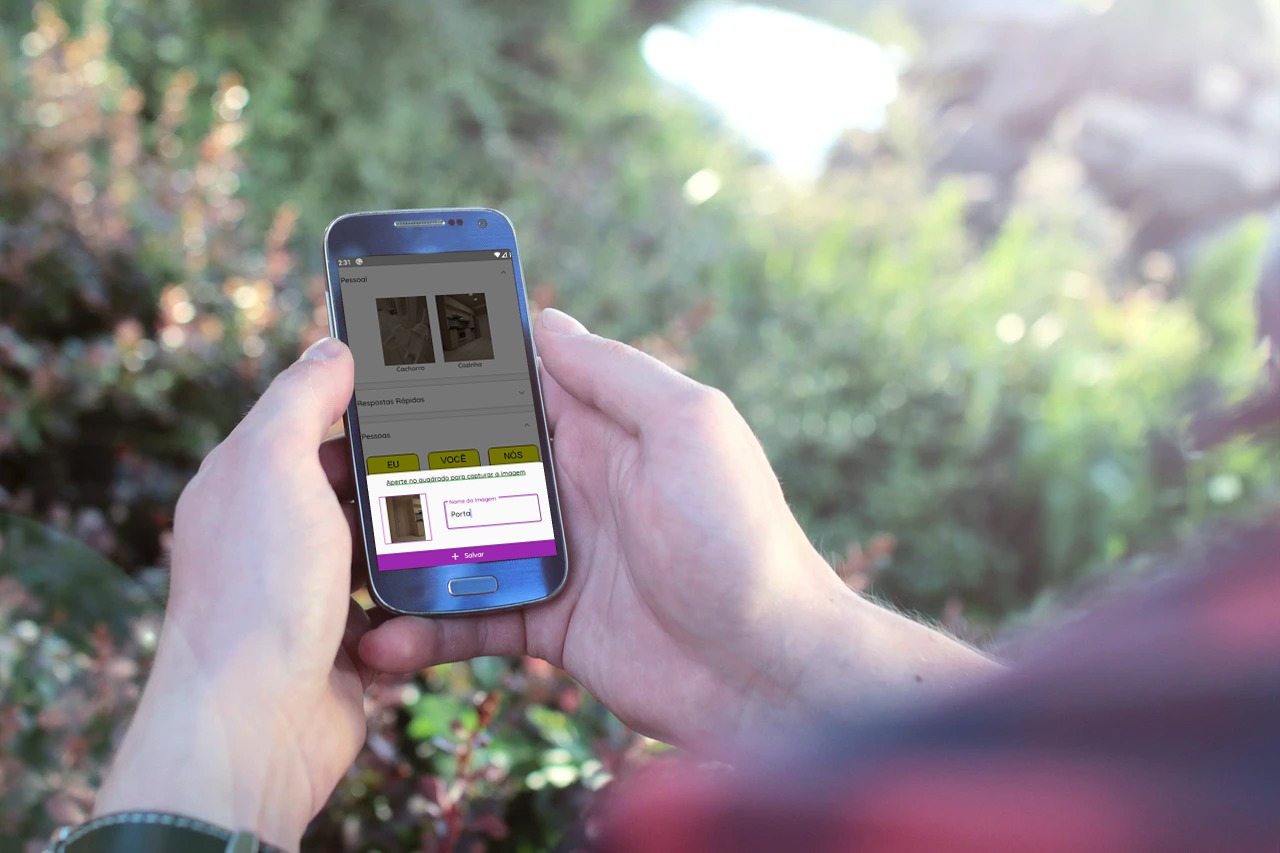 2:31
Pessoal
Cachorro Cozinha
Respostas Rápidas
Pessoas
EU VOCÊ NÓS
Aperte no quadrado para capturar a imagem
Nome da Imagem
Porta
+ Salvar